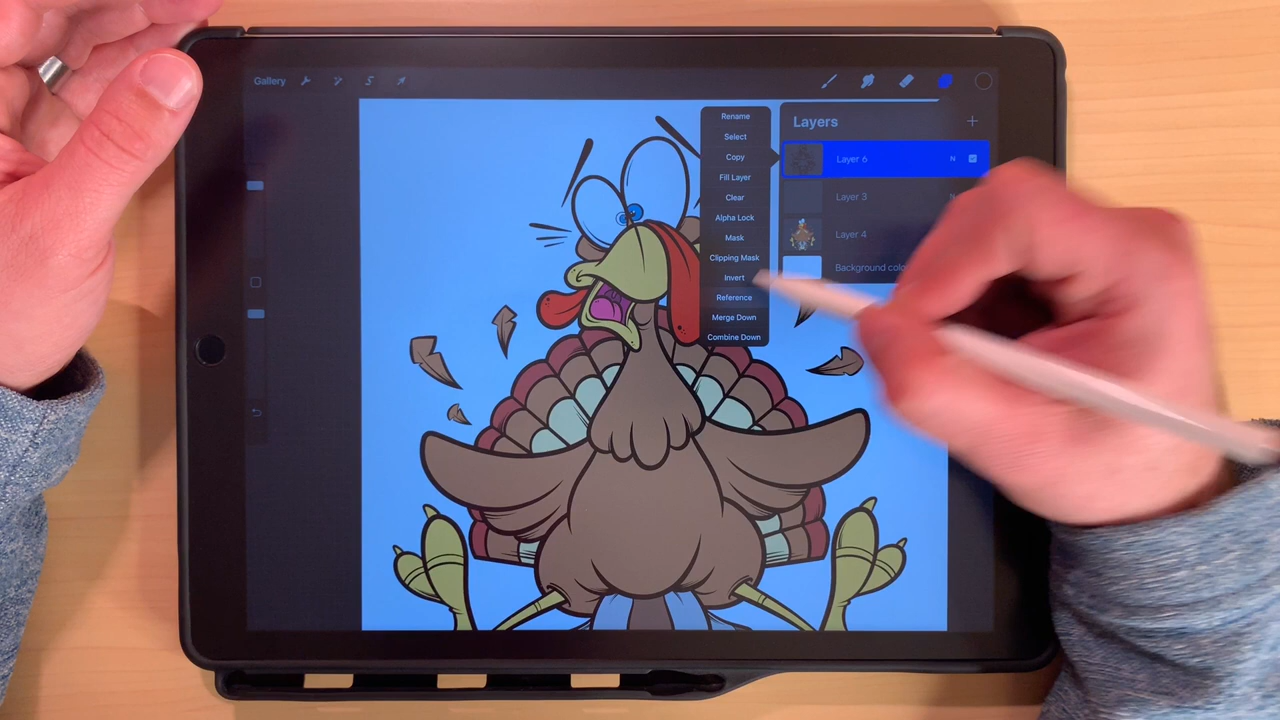 Gallery
Rename
Select
Copy
Fill Layer
Clear
Alpha Lock
Mask
Clipping Mask
Invert
Reference
Merge Down
Combine Down
Layers
Layer 6 N
Layer 3 N
Layer 4
Background